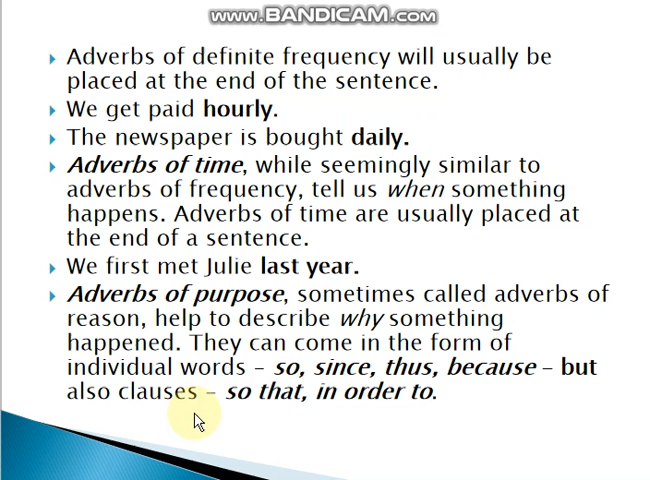 www.BANDICAM.com
Adverbs of definite frequency will usually be
placed at the end of the sentence.
We get paid hourly.
The newspaper is bought daily.
Adverbs of time, while seemingly similar to
adverbs of frequency, tell us when something
happens. Adverbs of time are usually placed at
the end of a sentence.
We first met Julie last year.
Adverbs of purpose, sometimes called adverbs of
reason, help to describe why something
happened. They can come in the form of
individual words – so, since, thus, because – but
also clauses – so that, in order to.